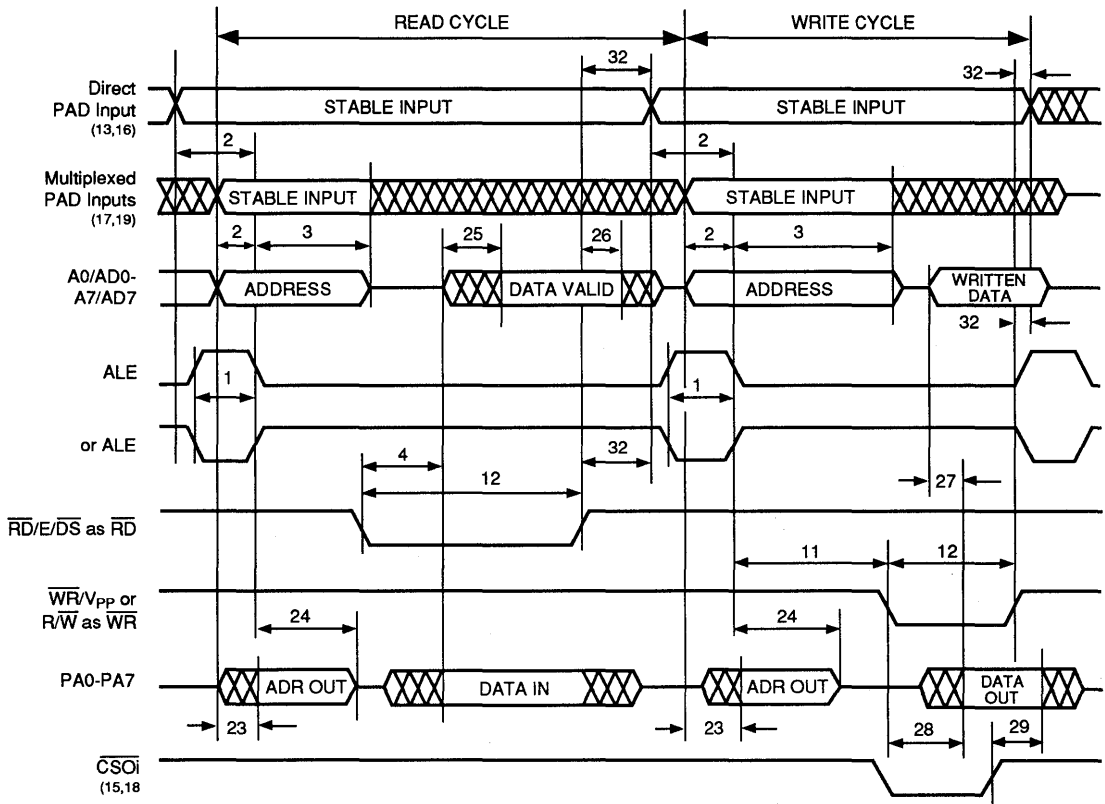 READ CYCLE
WRITE CYCLE
32
32
Direct
PAD Input
(13,16)
STABLE INPUT
STABLE INPUT
2
2
Multiplexed
PAD Inputs
(17,19)
STABLE INPUT
STABLE INPUT
2
3
25
26
2
3
A0/AD0-
A7/AD7
ADDRESS
DATA VALID
ADDRESS
WRITTEN
DATA
32
ALE
1
1
or ALE
4
32
12
27
RD/E/DS as RD
11
12
WR/VPP or
R/W as WR
24
24
PA0-PA7
ADR OUT
DATA IN
ADR OUT
DATA
OUT
23
23
28
29
CSOi
(15,18